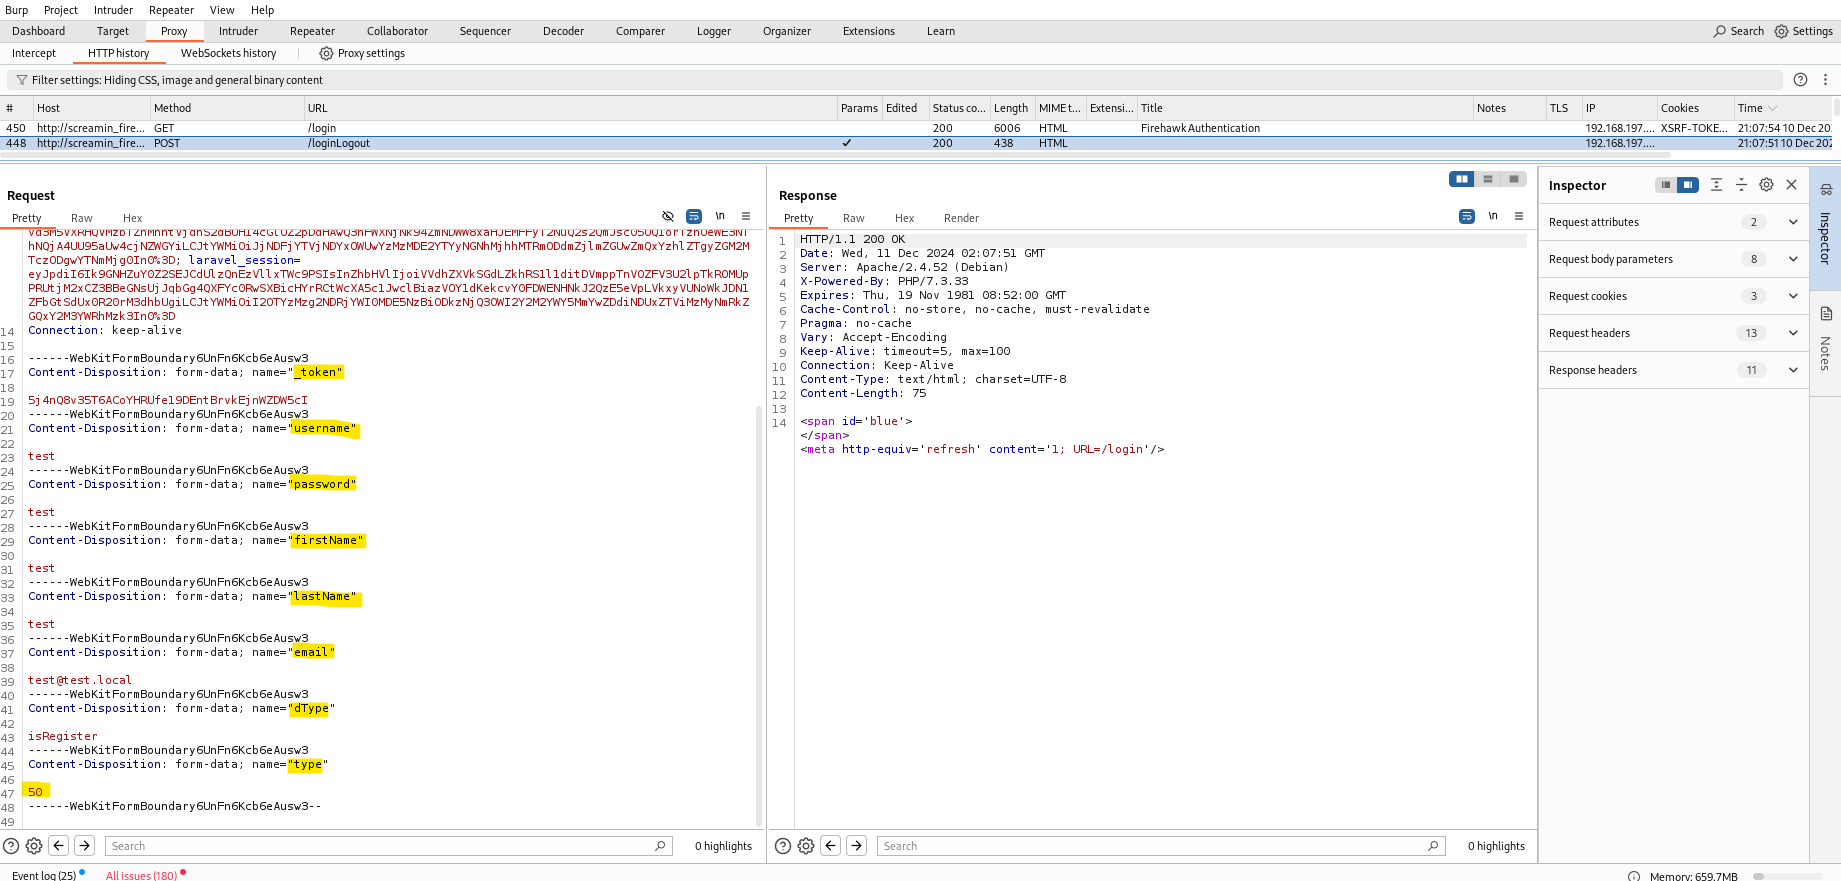 Burp Project Intruder Repeater View Help
Dashboard Target Proxy Intruder Repeater Collaborator Sequencer Decoder Comparer Logger Organizer Extensions Learn Search Settings
Intercept HTTP history WebSockets history Proxy settings
Filter settings: Hiding CSS, image and general binary content
# Host Method URL Params Edited Status co... Length MIME t... Extensi... Title Notes TLS IP Cookies Time
450 http://screamin_fire... GET /login 200 6006 HTML Firehawk Authentication 192.168.197.... XSRF-TOKE... 21:07:54 10 Dec 20
448 http://screamin_fire... POST /loginLogout ✓ 200 438 HTML 192.168.197.... 21:07:51 10 Dec 202
Request
Pretty Raw Hex \n
laravel_session=
14 Connection: keep-alive
15
16 ------WebKitFormBoundary6UnFn6Kcb6eAusw3
17 Content-Disposition: form-data; name="_token"
18
19 5j4nQ8v35T6ACoYHRUfe19DEntBrvkEjnWZDW5cI
20 ------WebKitFormBoundary6UnFn6Kcb6eAusw3
21 Content-Disposition: form-data; name="username"
22
23 test
24 ------WebKitFormBoundary6UnFn6Kcb6eAusw3
25 Content-Disposition: form-data; name="password"
26
27 test
28 ------WebKitFormBoundary6UnFn6Kcb6eAusw3
29 Content-Disposition: form-data; name="firstName"
30
31 test
32 ------WebKitFormBoundary6UnFn6Kcb6eAusw3
33 Content-Disposition: form-data; name="lastName"
34
35 test
36 ------WebKitFormBoundary6UnFn6Kcb6eAusw3
37 Content-Disposition: form-data; name="email"
38
39 test@test.local
40 ------WebKitFormBoundary6UnFn6Kcb6eAusw3
41 Content-Disposition: form-data; name="dType"
42
43 isRegister
44 ------WebKitFormBoundary6UnFn6Kcb6eAusw3
45 Content-Disposition: form-data; name="type"
46
47 50
48 ------WebKitFormBoundary6UnFn6Kcb6eAusw3--
49
Search 0 highlights
Response
Pretty Raw Hex Render \n
1 HTTP/1.1 200 OK
2 Date: Wed, 11 Dec 2024 02:07:51 GMT
3 Server: Apache/2.4.52 (Debian)
4 X-Powered-By: PHP/7.3.33
5 Expires: Thu, 19 Nov 1981 08:52:00 GMT
6 Cache-Control: no-store, no-cache, must-revalidate
7 Pragma: no-cache
8 Vary: Accept-Encoding
9 Keep-Alive: timeout=5, max=100
10 Connection: Keep-Alive
11 Content-Type: text/html; charset=UTF-8
12 Content-Length: 75
13
14 <span id='blue'>
</span>
<meta http-equiv='refresh' content='1; URL=/login'/>
Search 0 highlights
Inspector
Request attributes 2
Request body parameters 8
Request cookies 3
Request headers 13
Response headers 11
Inspector
Notes
Event log (25) All issues (180) Memory: 659.7MB